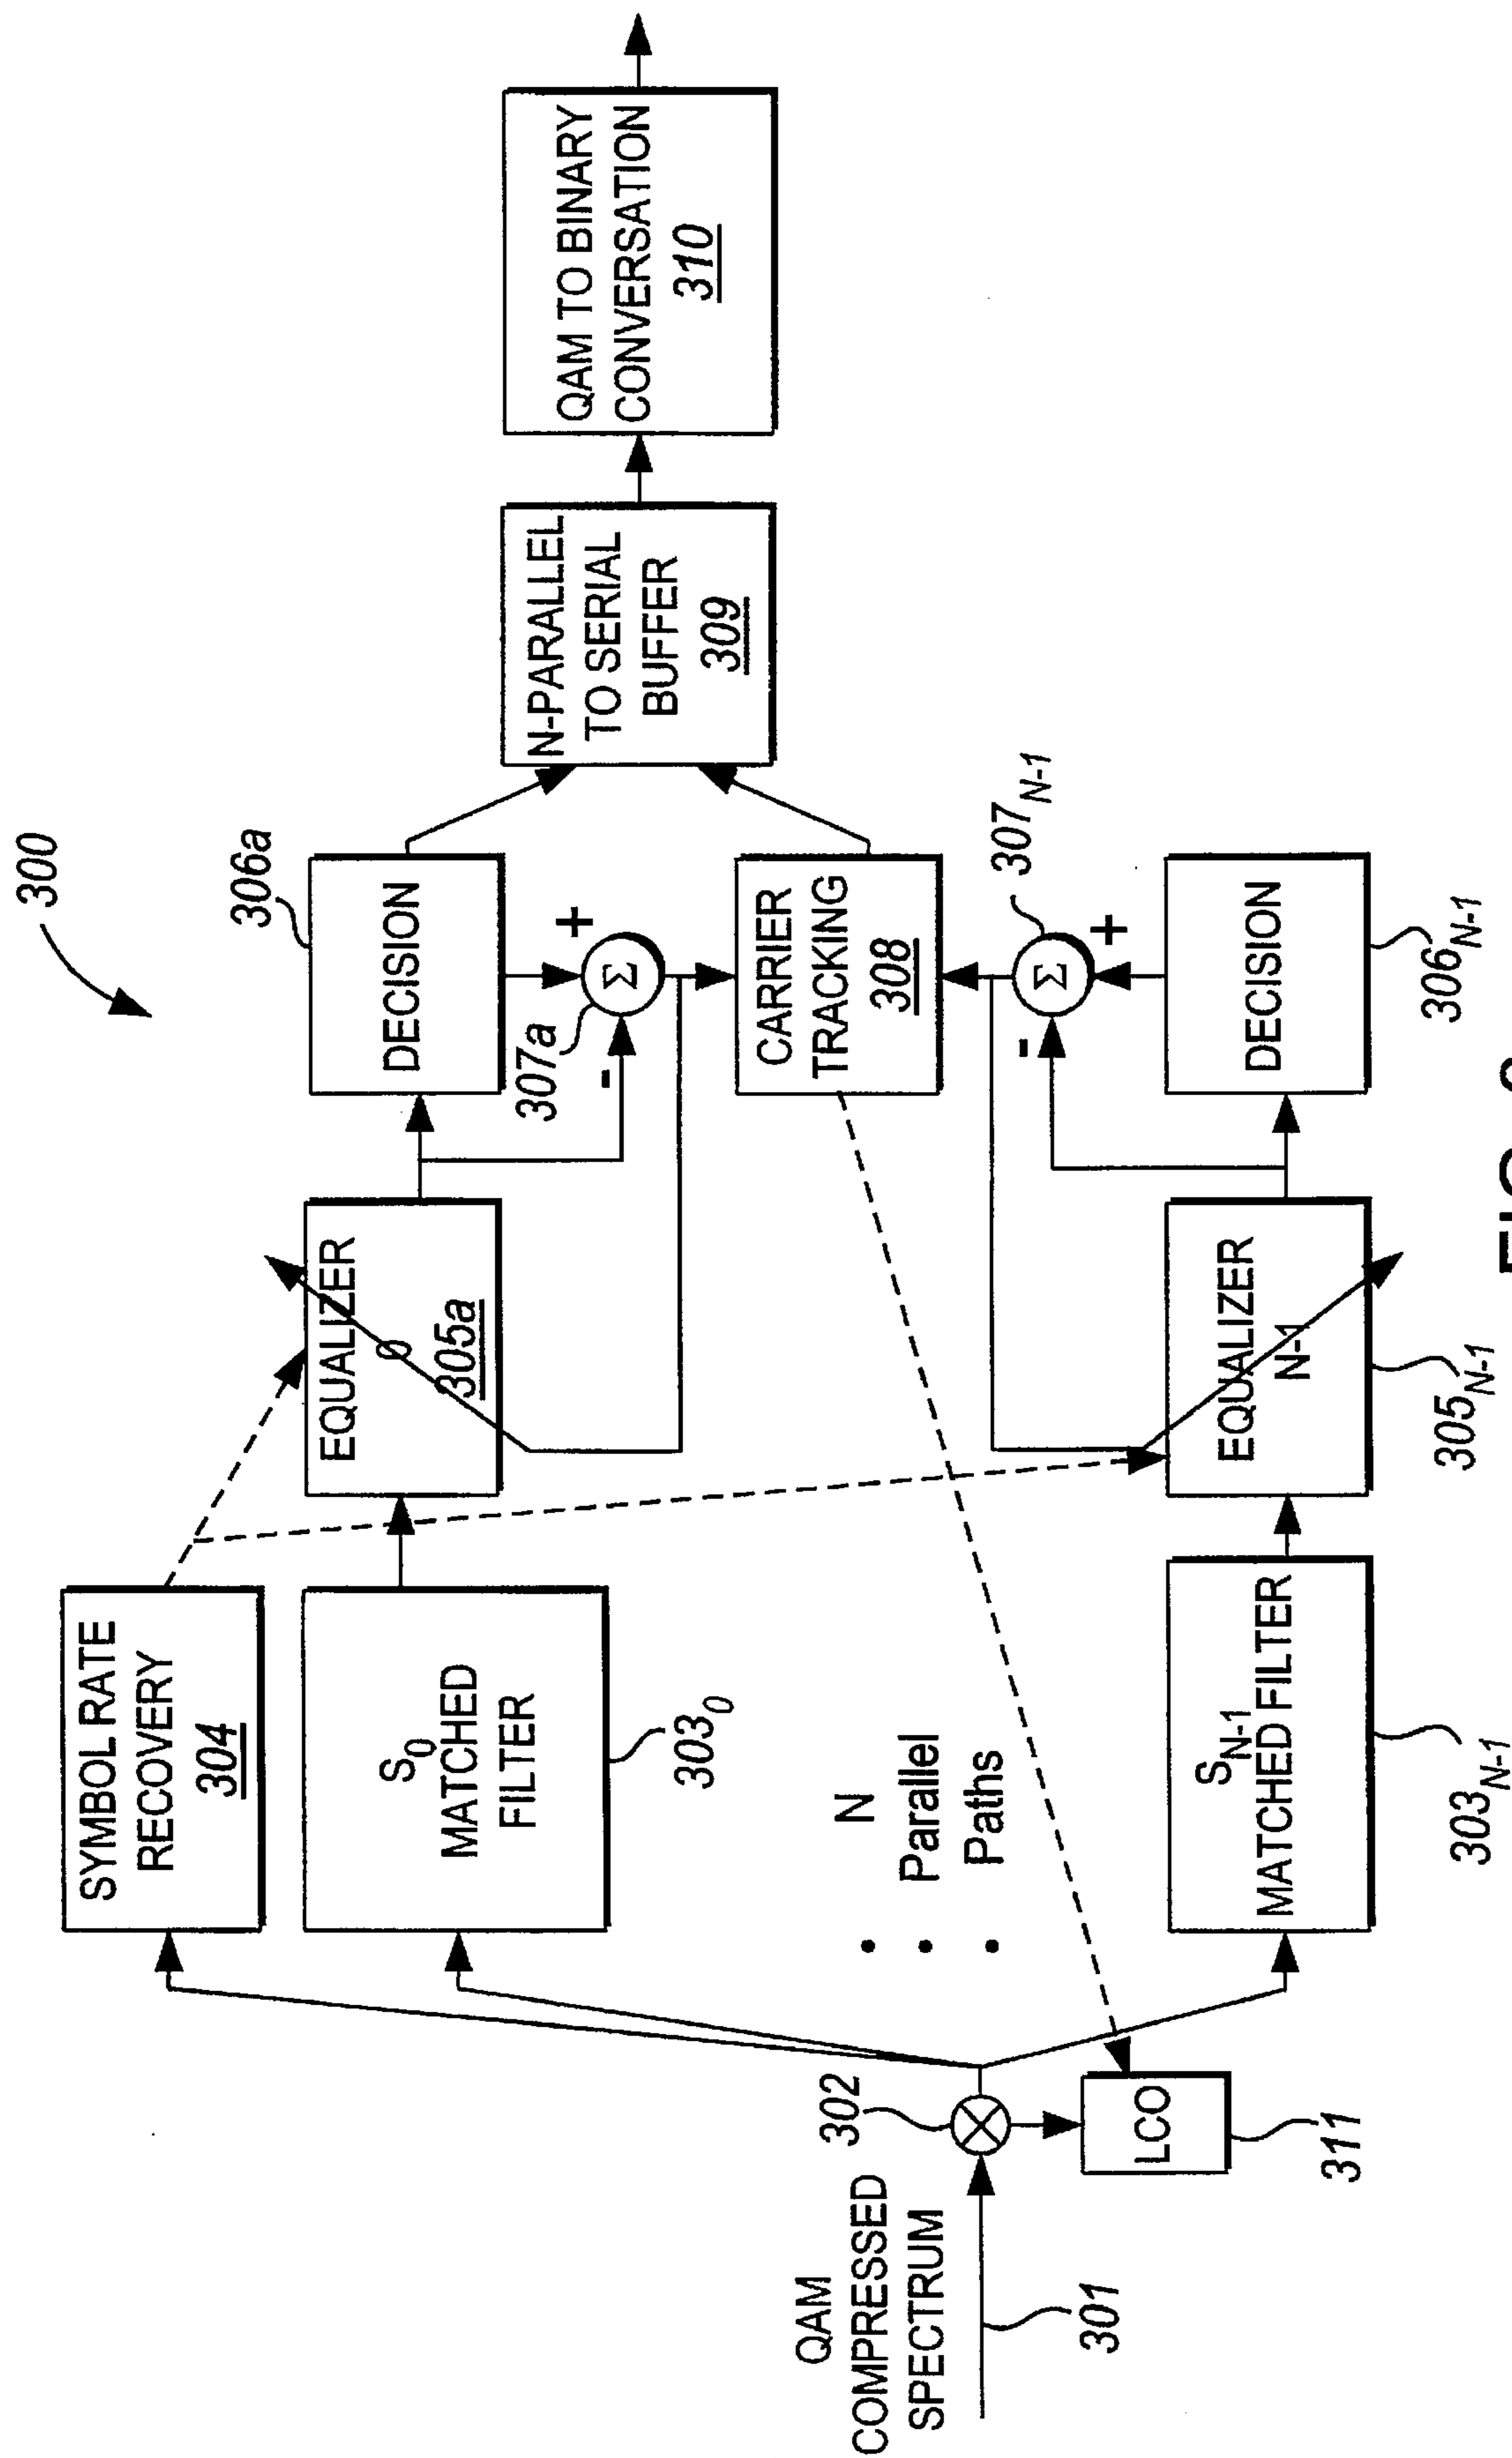 300
SYMBOL RATE
RECOVERY
304
S0
MATCHED
FILTER
3030
N
Parallel
Paths
SN-1
MATCHED FILTER
303N-1
QAM
COMPRESSED
SPECTRUM
301
302
LCO
311
EQUALIZER
0
305a
EQUALIZER
N-1
305N-1
DECISION
306a
+
Σ
-
307a
CARRIER
TRACKING
308
307N-1
Σ
-
+
DECISION
306N-1
N-PARALLEL
TO SERIAL
BUFFER
309
QAM TO BINARY
CONVERSATION
310